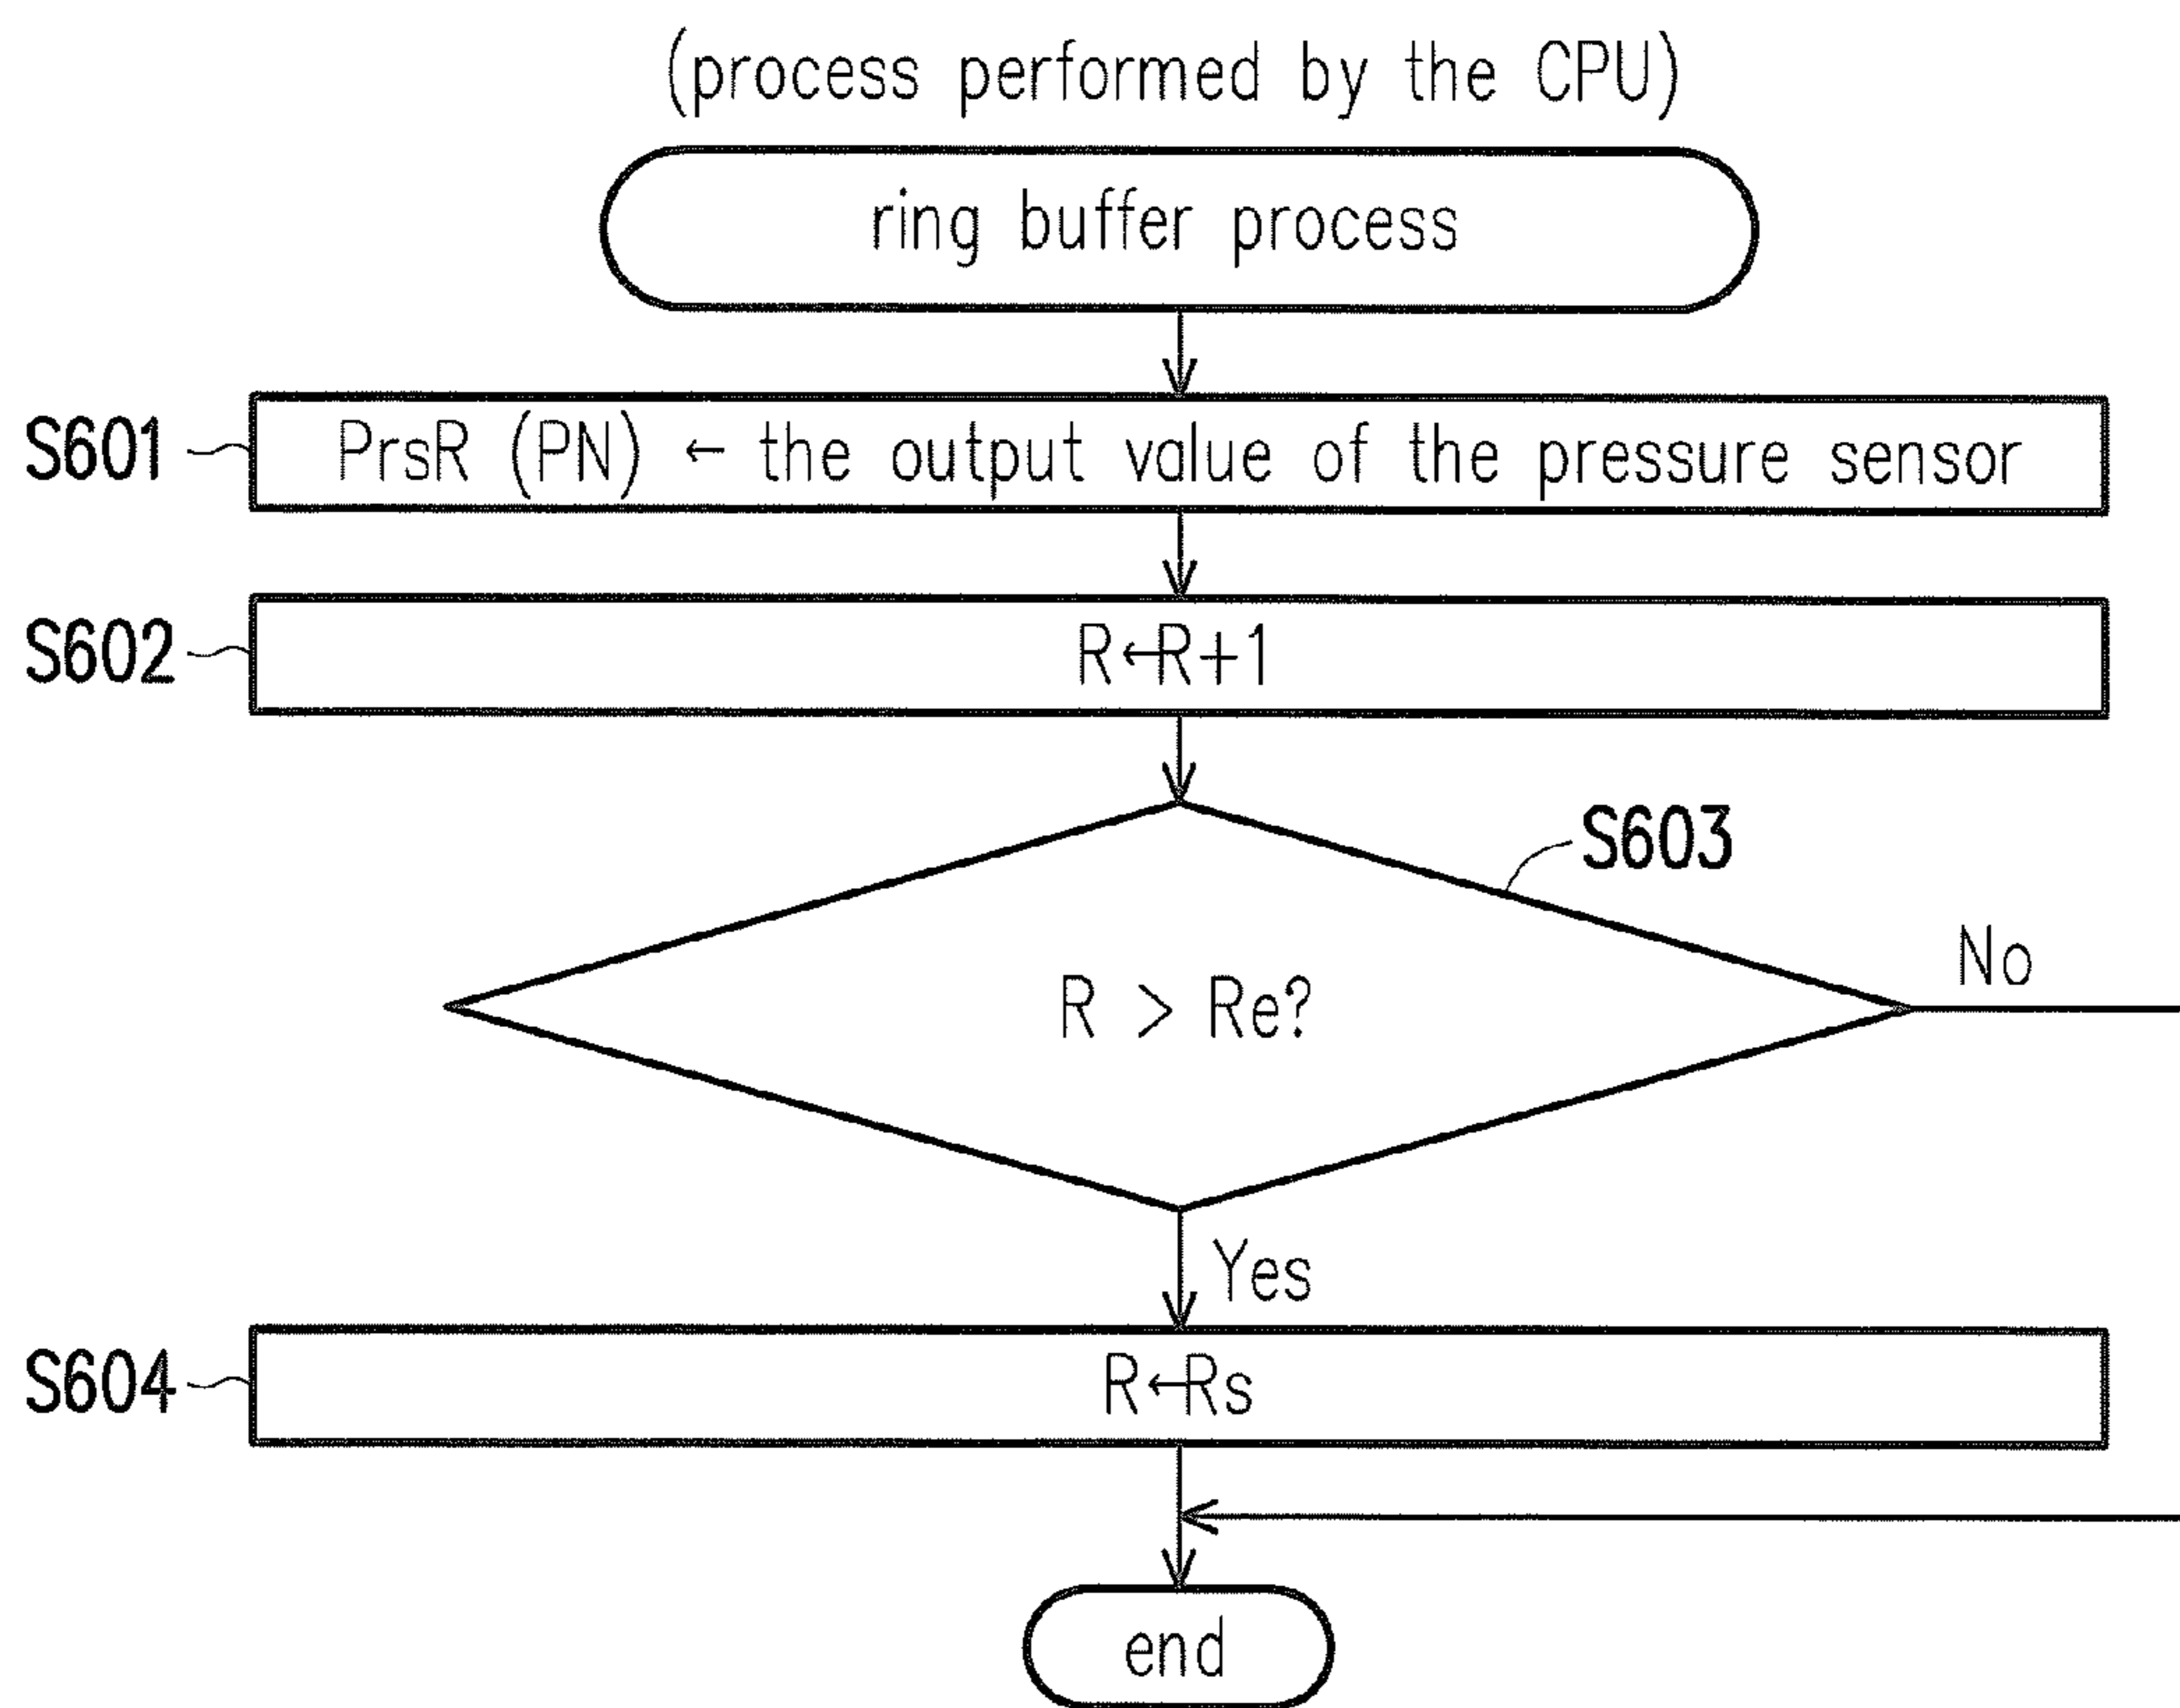 (process performed by the CPU)
ring buffer process
S601
PrsR (PN) ← the output value of the pressure sensor
S602
R←R+1
S603
R > Re?
No
Yes
S604
R←Rs
end